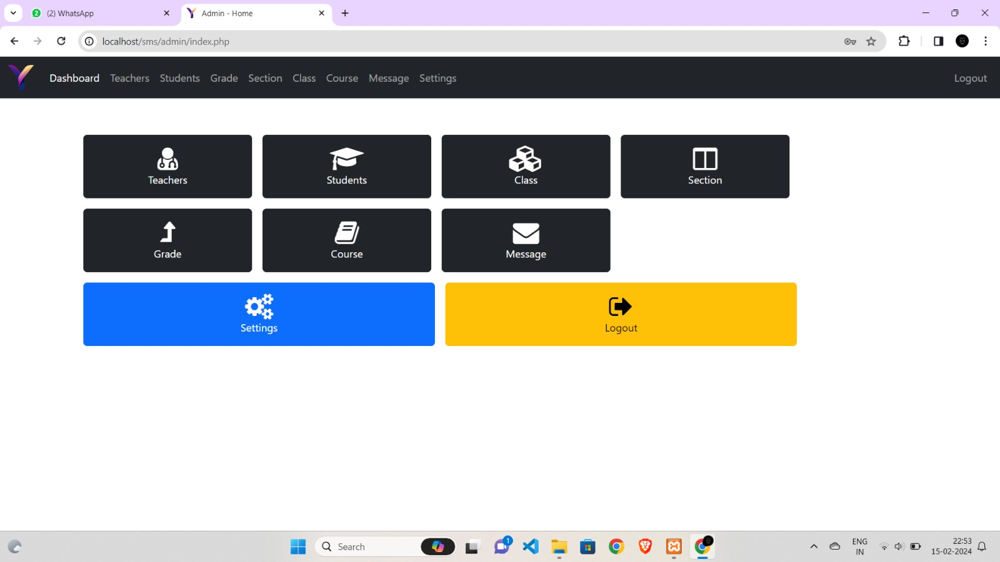 (2) WhatsApp
Admin - Home
localhost/sms/admin/index.php
Dashboard Teachers Students Grade Section Class Course Message Settings Logout
Teachers Students Class Section
Grade Course Message
Settings Logout
Search
1
ENG
IN
22:53
15-02-2024